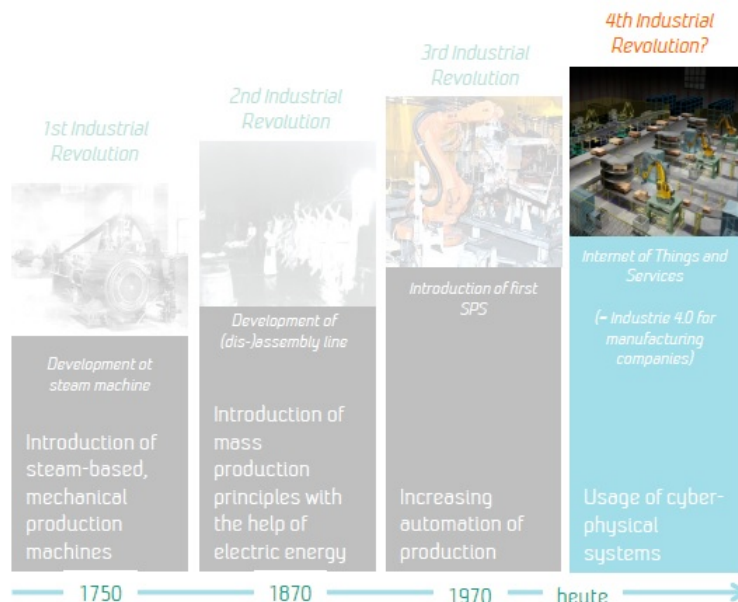 1st Industrial
Revolution
Development of
steam machine
Introduction of
steam-based,
mechanical
production
machines
2nd Industrial
Revolution
Development of
(dis-)assembly line
Introduction of
mass
production
principles with
the help of
electric energy
3rd Industrial
Revolution
Introduction of first
SPS
Increasing
automation of
production
4th Industrial
Revolution?
Internet of Things and
Services
(= Industrie 4.0 for
manufacturing
companies)
Usage of cyber-
physical
systems
1750 1870 1970 heute